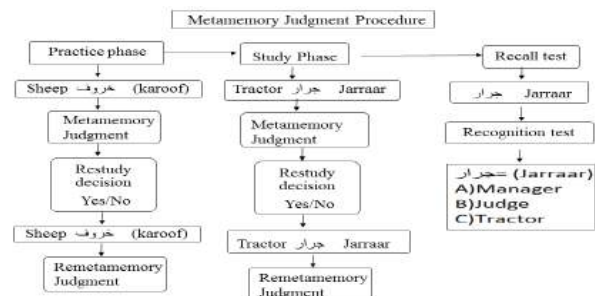 Metamemory Judgment Procedure
Practice phase
Sheep خروف (karoof)
Metamemory
Judgment
Restudy
decision
Yes/No
Sheep خروف (karoof)
Remetamemory
Judgment
Study Phase
Tractor جرار Jarraar
Metamemory
Judgment
Restudy
decision
Yes/No
Tractor جرار Jarraar
Remetamemory
Judgment
Recall test
جرار Jarraar
Recognition test
جرار= (Jarraar)
A)Manager
B)Judge
C)Tractor